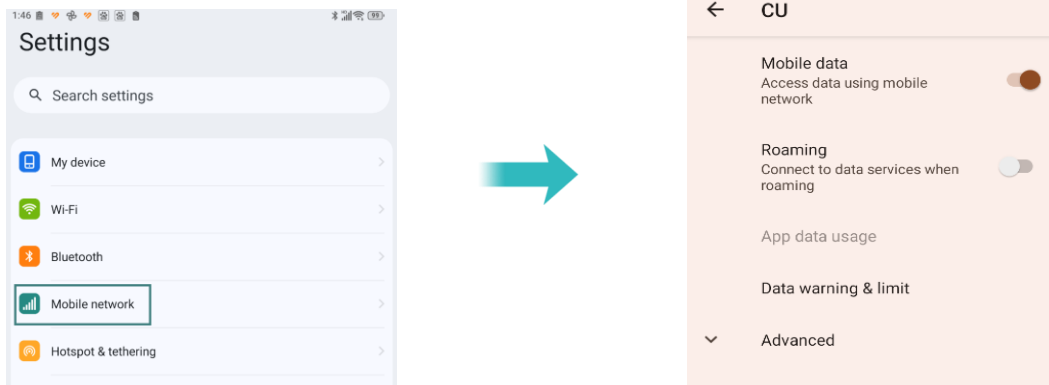 1:46
99
Settings
Search settings
My device
Wi-Fi
Bluetooth
Mobile network
Hotspot & tethering
CU
Mobile data
Access data using mobile
network
Roaming
Connect to data services when
roaming
App data usage
Data warning & limit
Advanced